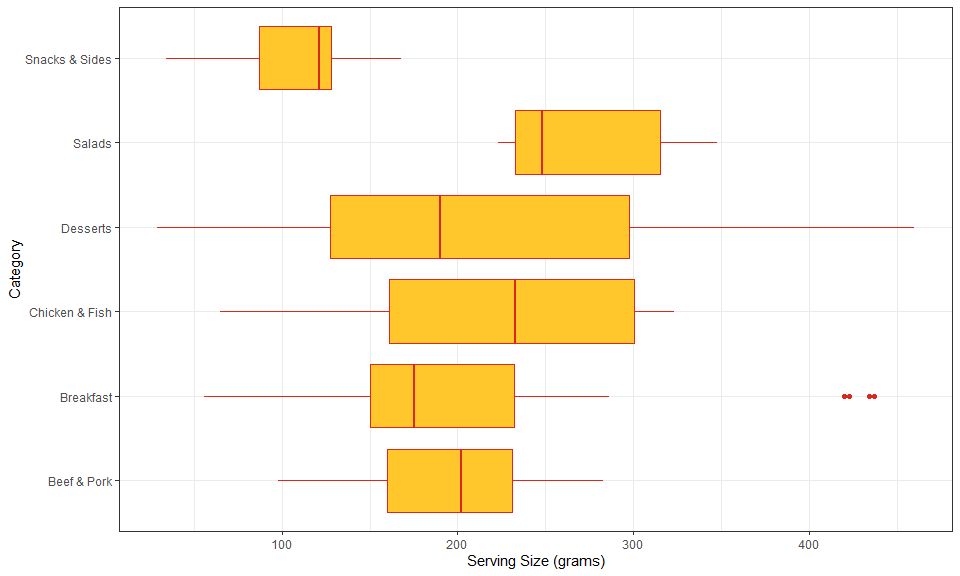 Snacks & Sides
Salads
Desserts
Chicken & Fish
Breakfast
Beef & Pork
Category
100 200 300 400
Serving Size (grams)